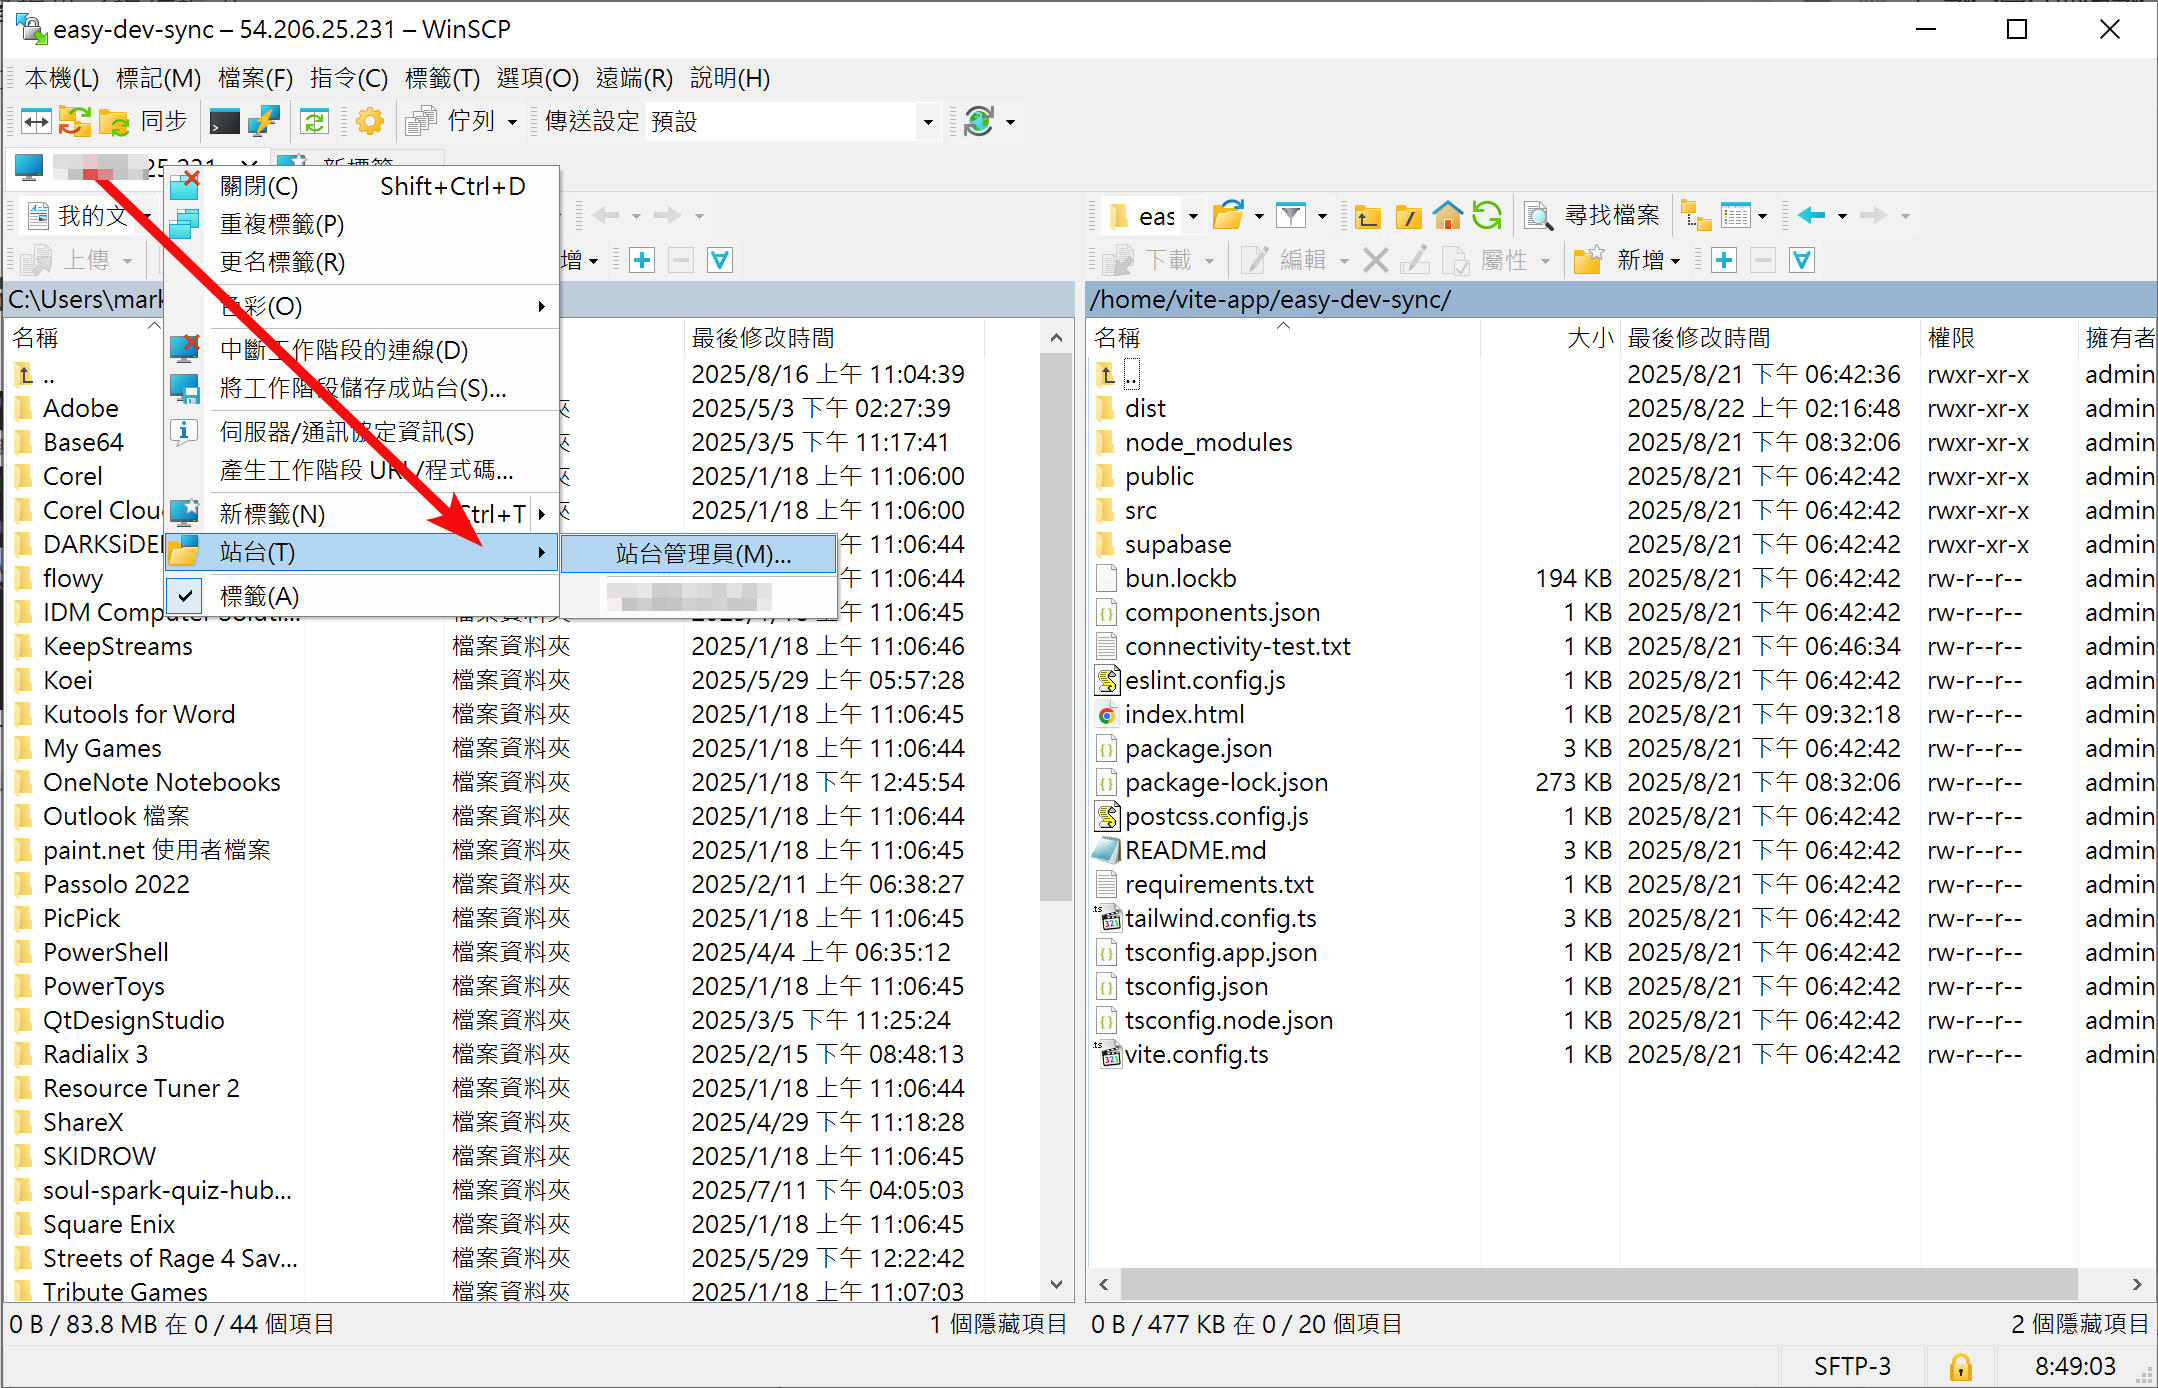 easy-dev-sync – 54.206.25.231 – WinSCP
本機(L) 標記(M) 檔案(F) 指令(C) 標籤(T) 選項(O) 遠端(R) 說明(H)
同步 佇列 傳送設定 預設
25.231 新標籤
我的文
上傳 增
C:\Users\mark
名稱 最後修改時間
..  2025/8/16 上午 11:04:39
Adobe 2025/5/3 下午 02:27:39
Base64 2025/3/5 下午 11:17:41
Corel 2025/1/18 上午 11:06:00
Corel Clou 2025/1/18 上午 11:06:00
DARKSiDE 午 11:06:44
flowy 午 11:06:44
IDM Computer Soluti... 11:06:45
KeepStreams 檔案資料夾 2025/1/18 上午 11:06:46
Koei 檔案資料夾 2025/5/29 上午 05:57:28
Kutools for Word 檔案資料夾 2025/1/18 上午 11:06:45
My Games 檔案資料夾 2025/1/18 上午 11:06:44
OneNote Notebooks 檔案資料夾 2025/1/18 下午 12:45:54
Outlook 檔案 檔案資料夾 2025/1/18 上午 11:06:44
paint.net 使用者檔案 檔案資料夾 2025/1/18 上午 11:06:45
Passolo 2022 檔案資料夾 2025/2/11 上午 06:38:27
PicPick 檔案資料夾 2025/1/18 上午 11:06:45
PowerShell 檔案資料夾 2025/4/4 上午 06:35:12
PowerToys 檔案資料夾 2025/1/18 上午 11:06:45
QtDesignStudio 檔案資料夾 2025/3/5 下午 11:25:24
Radialix 3 檔案資料夾 2025/2/15 下午 08:48:13
Resource Tuner 2 檔案資料夾 2025/1/18 上午 11:06:44
ShareX 檔案資料夾 2025/4/29 下午 11:18:28
SKIDROW 檔案資料夾 2025/1/18 上午 11:06:45
soul-spark-quiz-hub... 檔案資料夾 2025/7/11 下午 04:05:03
Square Enix 檔案資料夾 2025/1/18 上午 11:06:45
Streets of Rage 4 Sav... 檔案資料夾 2025/5/29 下午 12:22:42
Tribute Games 檔案資料夾 2025/1/18 上午 11:07:03
0 B / 83.8 MB 在 0 / 44 個項目 1 個隱藏項目
關閉(C) Shift+Ctrl+D
重複標籤(P)
更名標籤(R)
色彩(O)
中斷工作階段的連線(D)
將工作階段儲存成站台(S)...
伺服器/通訊協定資訊(S)
產生工作階段 URL/程式碼...
新標籤(N) Ctrl+T
站台(T)
標籤(A)
站台管理員(M)...
eas 尋找檔案
下載 編輯 屬性 新增
/home/vite-app/easy-dev-sync/
名稱 大小 最後修改時間 權限 擁有者
.. 2025/8/21 下午 06:42:36 rwxr-xr-x admin
dist 2025/8/22 上午 02:16:48 rwxr-xr-x admin
node_modules 2025/8/21 下午 08:32:06 rwxr-xr-x admin
public 2025/8/21 下午 06:42:42 rwxr-xr-x admin
src 2025/8/21 下午 06:42:42 rwxr-xr-x admin
supabase 2025/8/21 下午 06:42:42 rwxr-xr-x admin
bun.lockb 194 KB 2025/8/21 下午 06:42:42 rw-r--r-- admin
components.json 1 KB 2025/8/21 下午 06:42:42 rw-r--r-- admin
connectivity-test.txt 1 KB 2025/8/21 下午 06:46:34 rw-r--r-- admin
eslint.config.js 1 KB 2025/8/21 下午 06:42:42 rw-r--r-- admin
index.html 1 KB 2025/8/21 下午 09:32:18 rw-r--r-- admin
package.json 3 KB 2025/8/21 下午 06:42:42 rw-r--r-- admin
package-lock.json 273 KB 2025/8/21 下午 08:32:06 rw-r--r-- admin
postcss.config.js 1 KB 2025/8/21 下午 06:42:42 rw-r--r-- admin
README.md 3 KB 2025/8/21 下午 06:42:42 rw-r--r-- admin
requirements.txt 1 KB 2025/8/21 下午 06:42:42 rw-r--r-- admin
tailwind.config.ts 3 KB 2025/8/21 下午 06:42:42 rw-r--r-- admin
tsconfig.app.json 1 KB 2025/8/21 下午 06:42:42 rw-r--r-- admin
tsconfig.json 1 KB 2025/8/21 下午 06:42:42 rw-r--r-- admin
tsconfig.node.json 1 KB 2025/8/21 下午 06:42:42 rw-r--r-- admin
vite.config.ts 1 KB 2025/8/21 下午 06:42:42 rw-r--r-- admin
0 B / 477 KB 在 0 / 20 個項目 2 個隱藏項目
SFTP-3 8:49:03